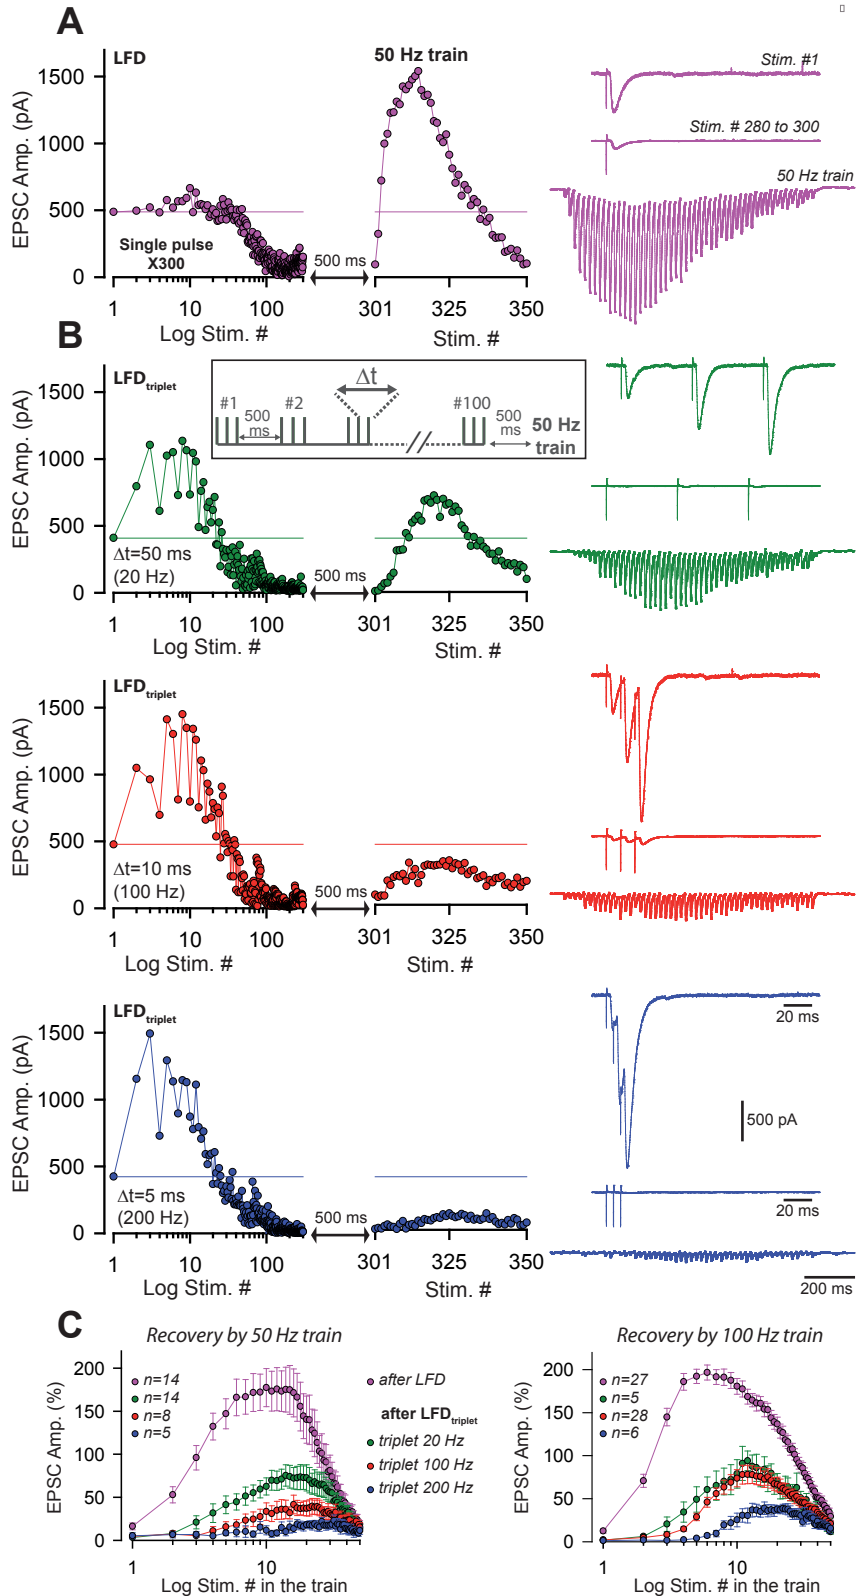 A
LFD
50 Hz train
EPSC Amp. (pA)
1500
1000
500
0
Single pulse
X300
500 ms
1 10 100
Log Stim. #
301 325 350
Stim. #
Stim. #1
Stim. # 280 to 300
50 Hz train
B
LFDtriplet
EPSC Amp. (pA)
1500
1000
500
0
#1 500 ms #2 Δt #100 500 ms 50 Hz train
Δt=50 ms
(20 Hz)
500 ms
1 10 100
Log Stim. #
301 325 350
Stim. #
LFDtriplet
EPSC Amp. (pA)
1500
1000
500
0
Δt=10 ms
(100 Hz)
500 ms
1 10 100
Log Stim. #
301 325 350
Stim. #
LFDtriplet
EPSC Amp. (pA)
1500
1000
500
0
Δt=5 ms
(200 Hz)
500 ms
1 10 100
Log Stim. #
301 325 350
Stim. #
20 ms
500 pA
20 ms
200 ms
C
Recovery by 50 Hz train
EPSC Amp. (%)
200
150
100
50
0
n=14
n=14
n=8
n=5
1 10
Log Stim. # in the train
after LFD
after LFDtriplet
triplet 20 Hz
triplet 100 Hz
triplet 200 Hz
Recovery by 100 Hz train
EPSC Amp. (%)
200
150
100
50
0
n=27
n=5
n=28
n=6
1 10
Log Stim. # in the train